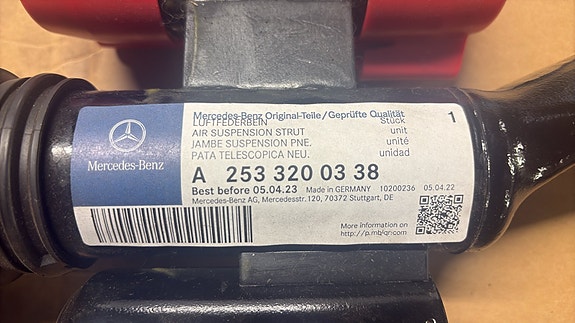 Mercedes-Benz Original-Teile/Geprüfte Qualität
LUFTFEDERBEIN Stück 1
AIR SUSPENSION STRUT unit
JAMBE SUSPENSION PNE. unité
PATA TELESCOPICA NEU. unidad
Mercedes-Benz
A 253 320 03 38
Best before 05.04.23 Made in GERMANY 10200236 05.04.22
Mercedes-Benz AG, Mercedesstr. 120, 70372 Stuttgart, DE
More information on
http://p.mb-qr.com